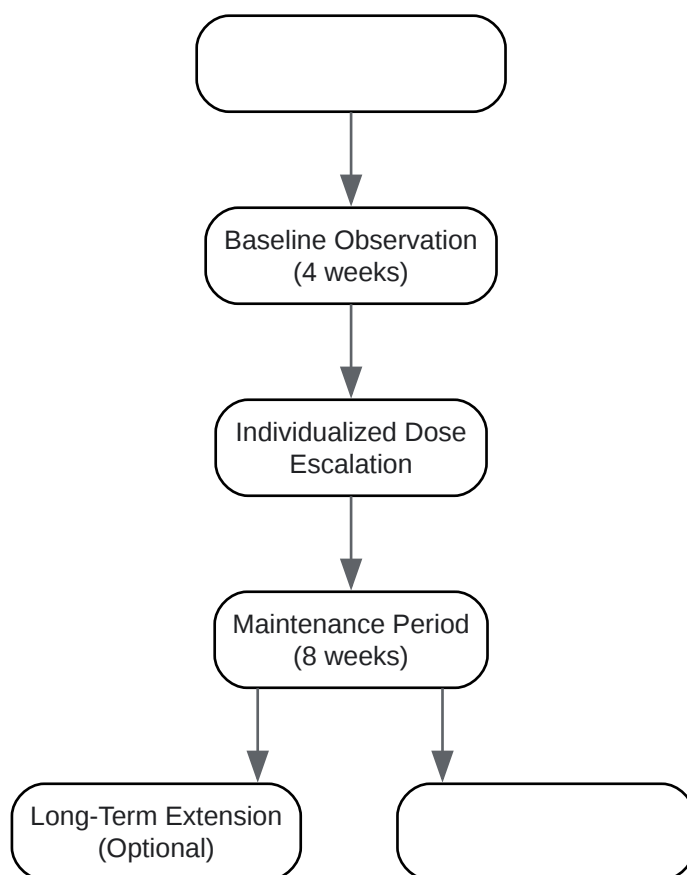 Baseline Observation
(4 weeks)
Individualized Dose
Escalation
Maintenance Period
(8 weeks)
Long-Term Extension
(Optional)